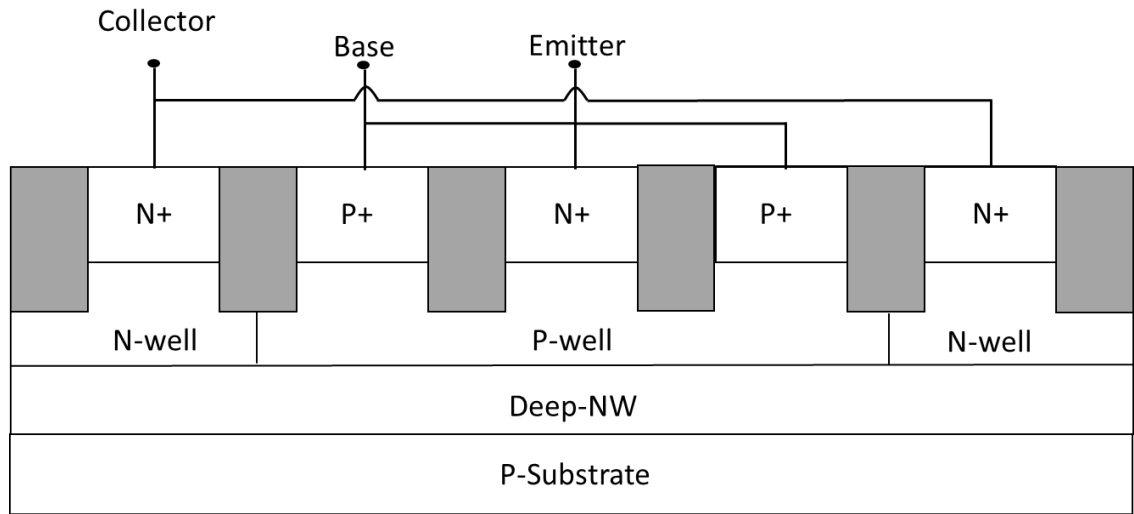 Collector
Base
Emitter
N+
P+
N+
P+
N+
N-well
P-well
N-well
Deep-NW
P-Substrate